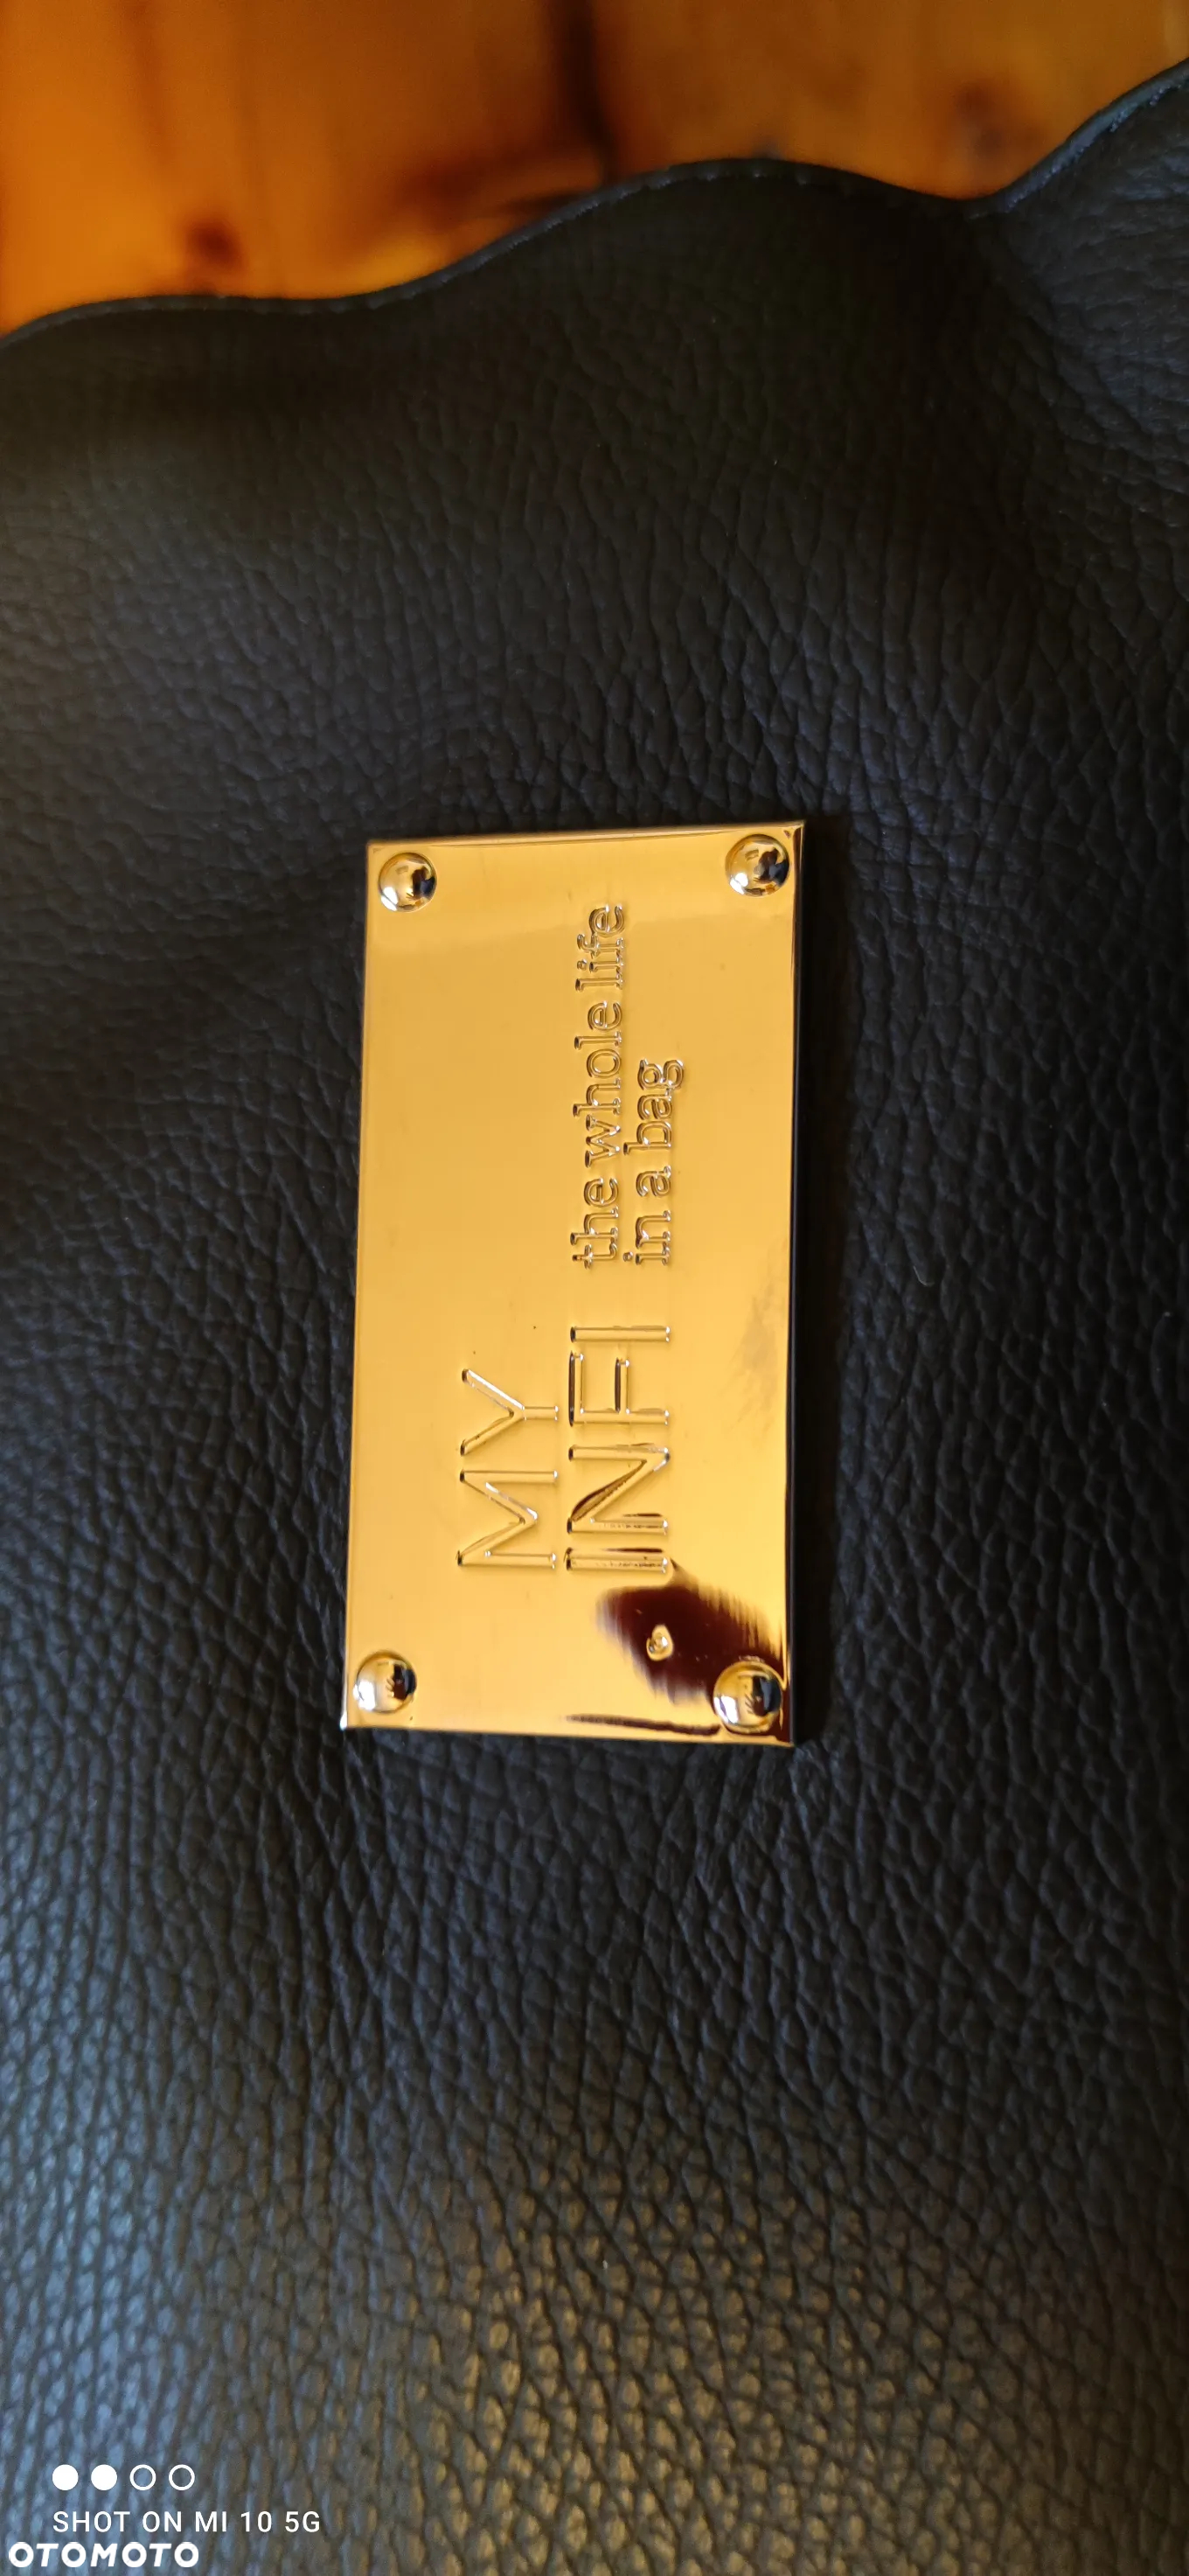 MY
INFI
the whole life
in a bag
SHOT ON MI 10 5G
OTOMOTO